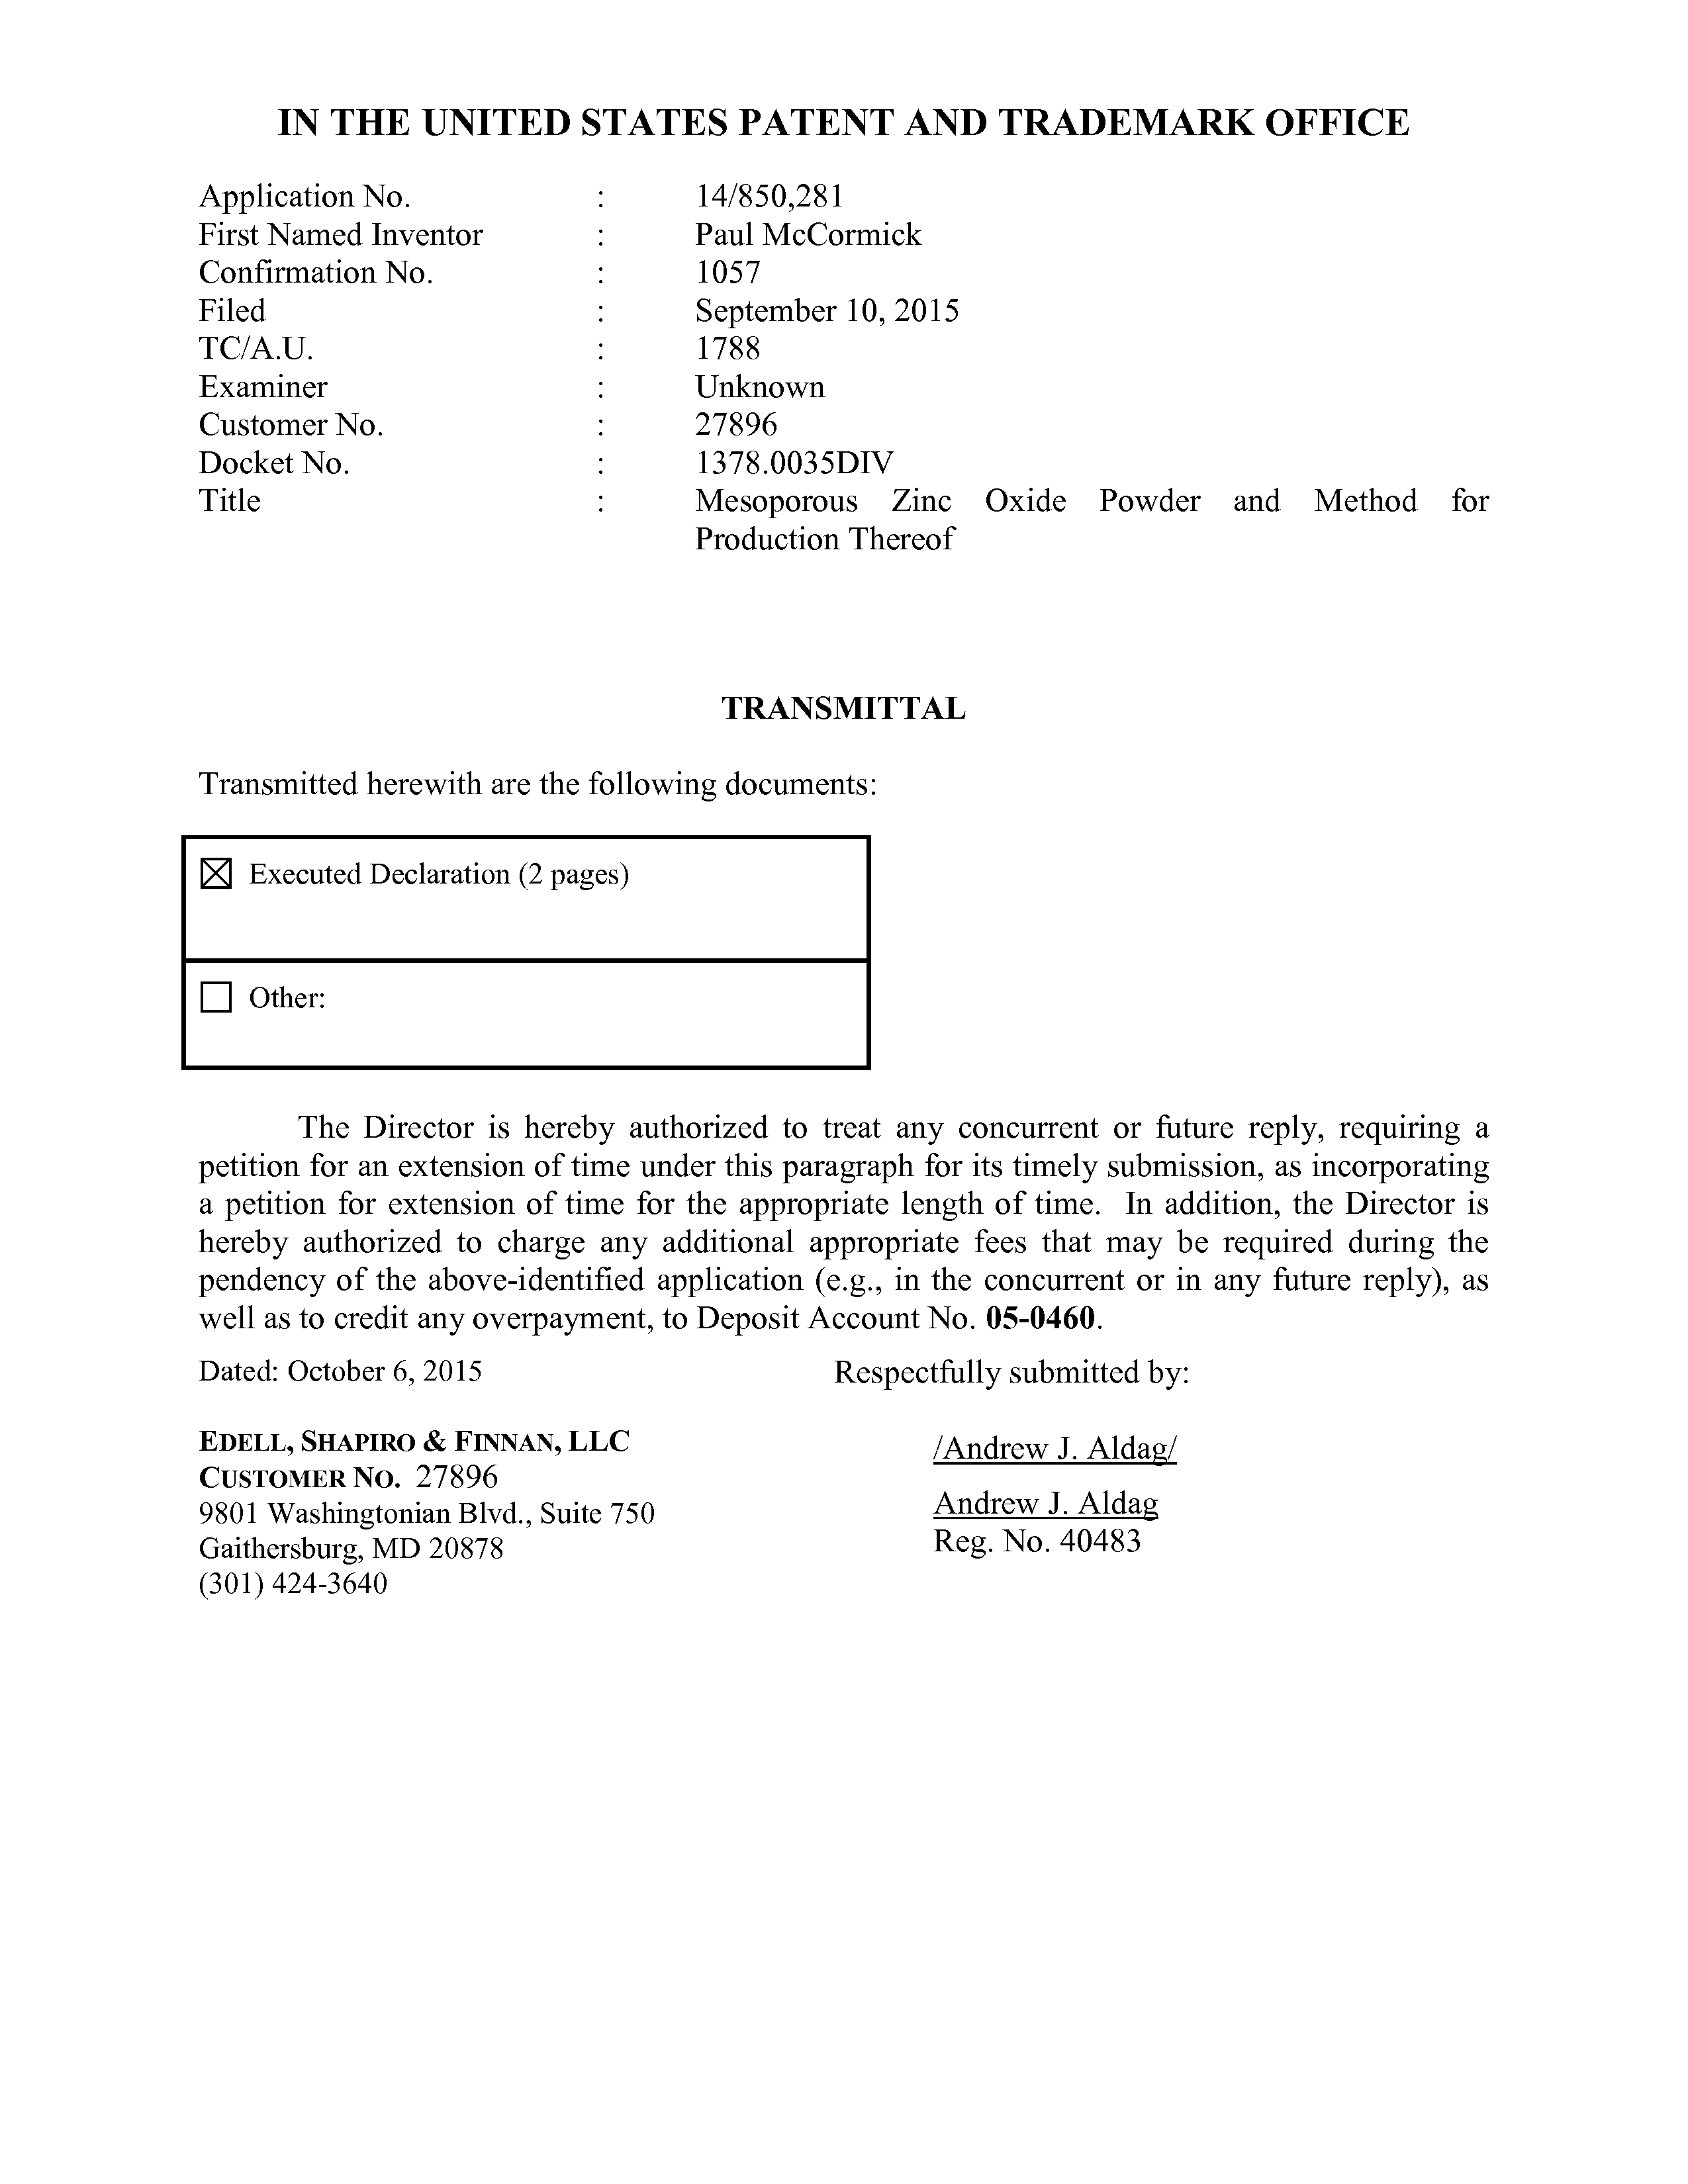 IN THE UNITED STATES PATENT AND TRADEMARK OFFICE
Application No. : 14/850,281
First Named Inventor : Paul McCormick
Confirmation No. : 1057
Filed : September 10, 2015
TC/A.U. : 1788
Examiner : Unknown
Customer No. : 27896
Docket No. : 1378.0035DIV
Title : Mesoporous Zinc Oxide Powder and Method for
Production Thereof
TRANSMITTAL
Transmitted herewith are the following documents:
☒ Executed Declaration (2 pages)
☐ Other:
The Director is hereby authorized to treat any concurrent or future reply, requiring a
petition for an extension of time under this paragraph for its timely submission, as incorporating
a petition for extension of time for the appropriate length of time. In addition, the Director is
hereby authorized to charge any additional appropriate fees that may be required during the
pendency of the above-identified application (e.g., in the concurrent or in any future reply), as
well as to credit any overpayment, to Deposit Account No. 05-0460.
Dated: October 6, 2015
Respectfully submitted by:
EDELL, SHAPIRO & FINNAN, LLC
CUSTOMER NO. 27896
9801 Washingtonian Blvd., Suite 750
Gaithersburg, MD 20878
(301) 424-3640
/Andrew J. Aldag/
Andrew J. Aldag
Reg. No. 40483